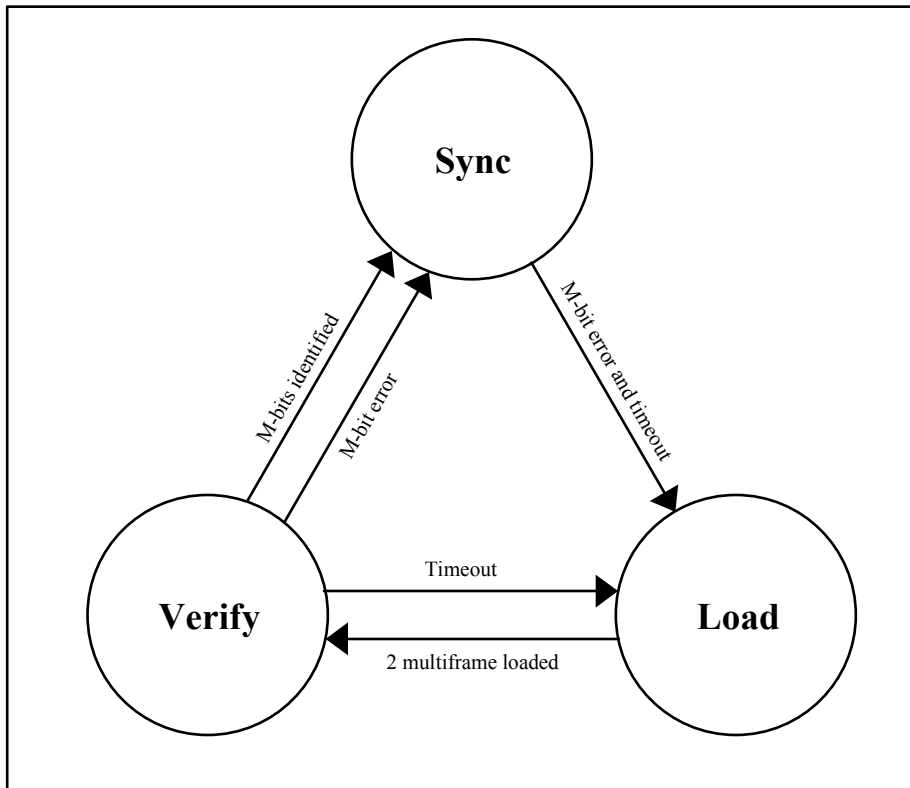 Sync
M-bits identified
M-bit error
M-bit error and timeout
Timeout
Verify
Load
2 multiframe loaded